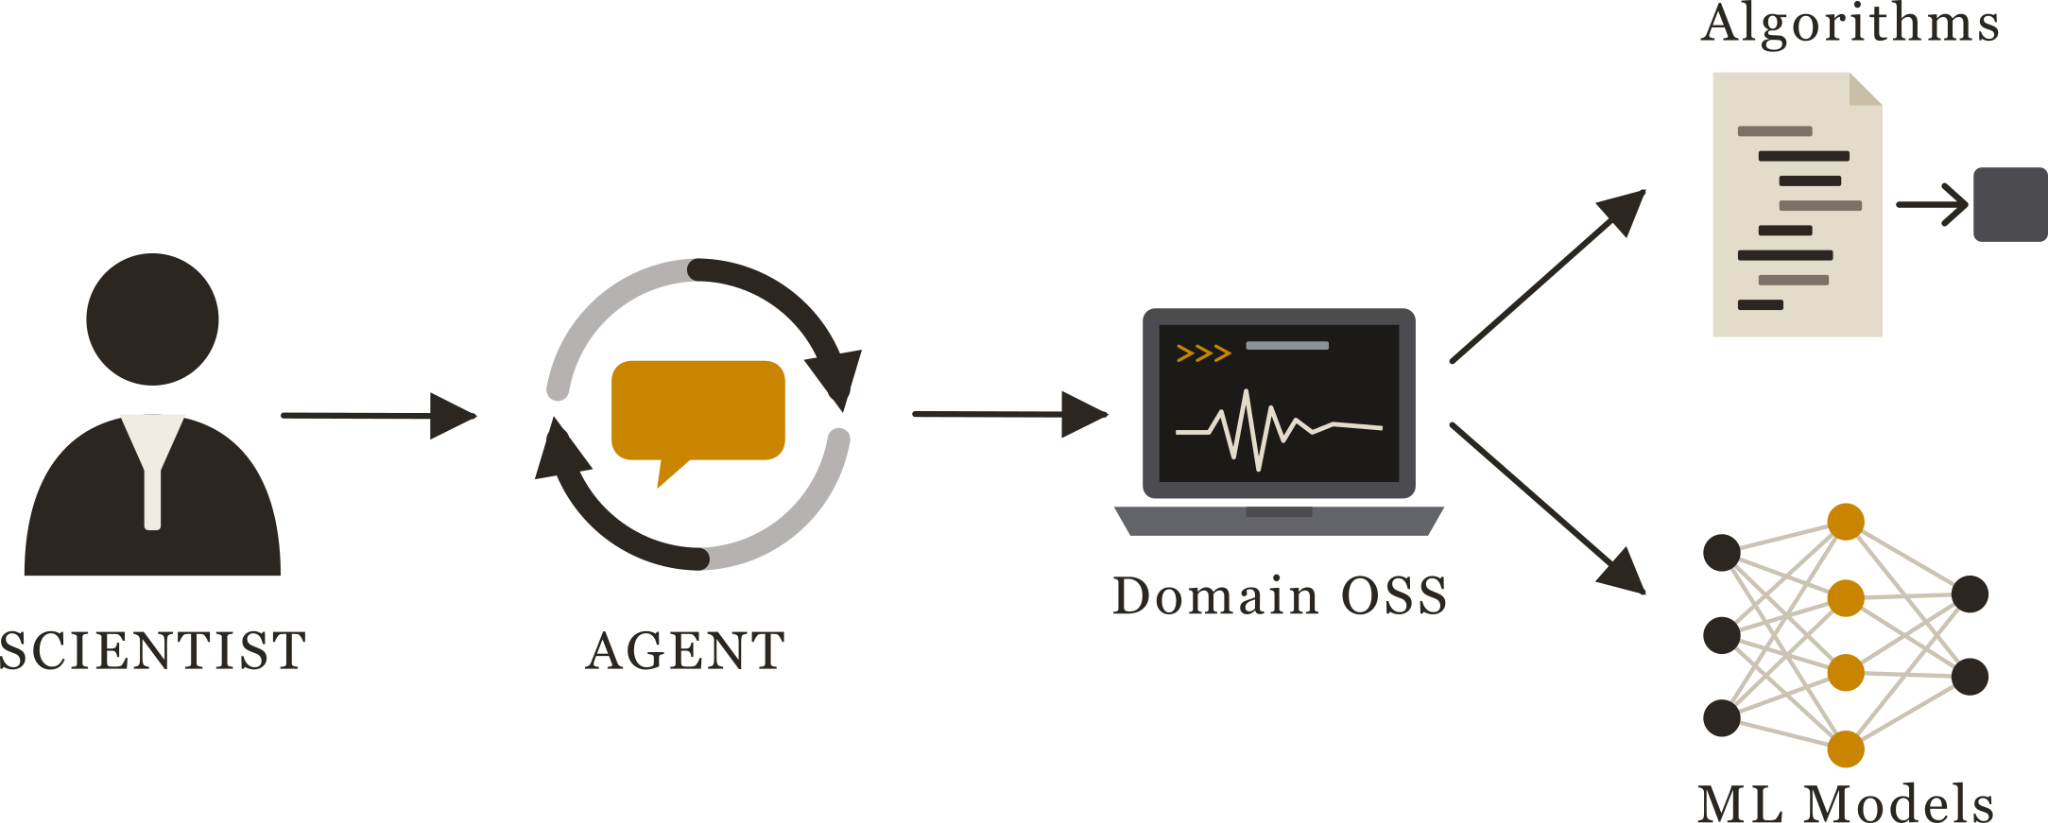 Algorithms
SCIENTIST
AGENT
>>>
Domain OSS
ML Models